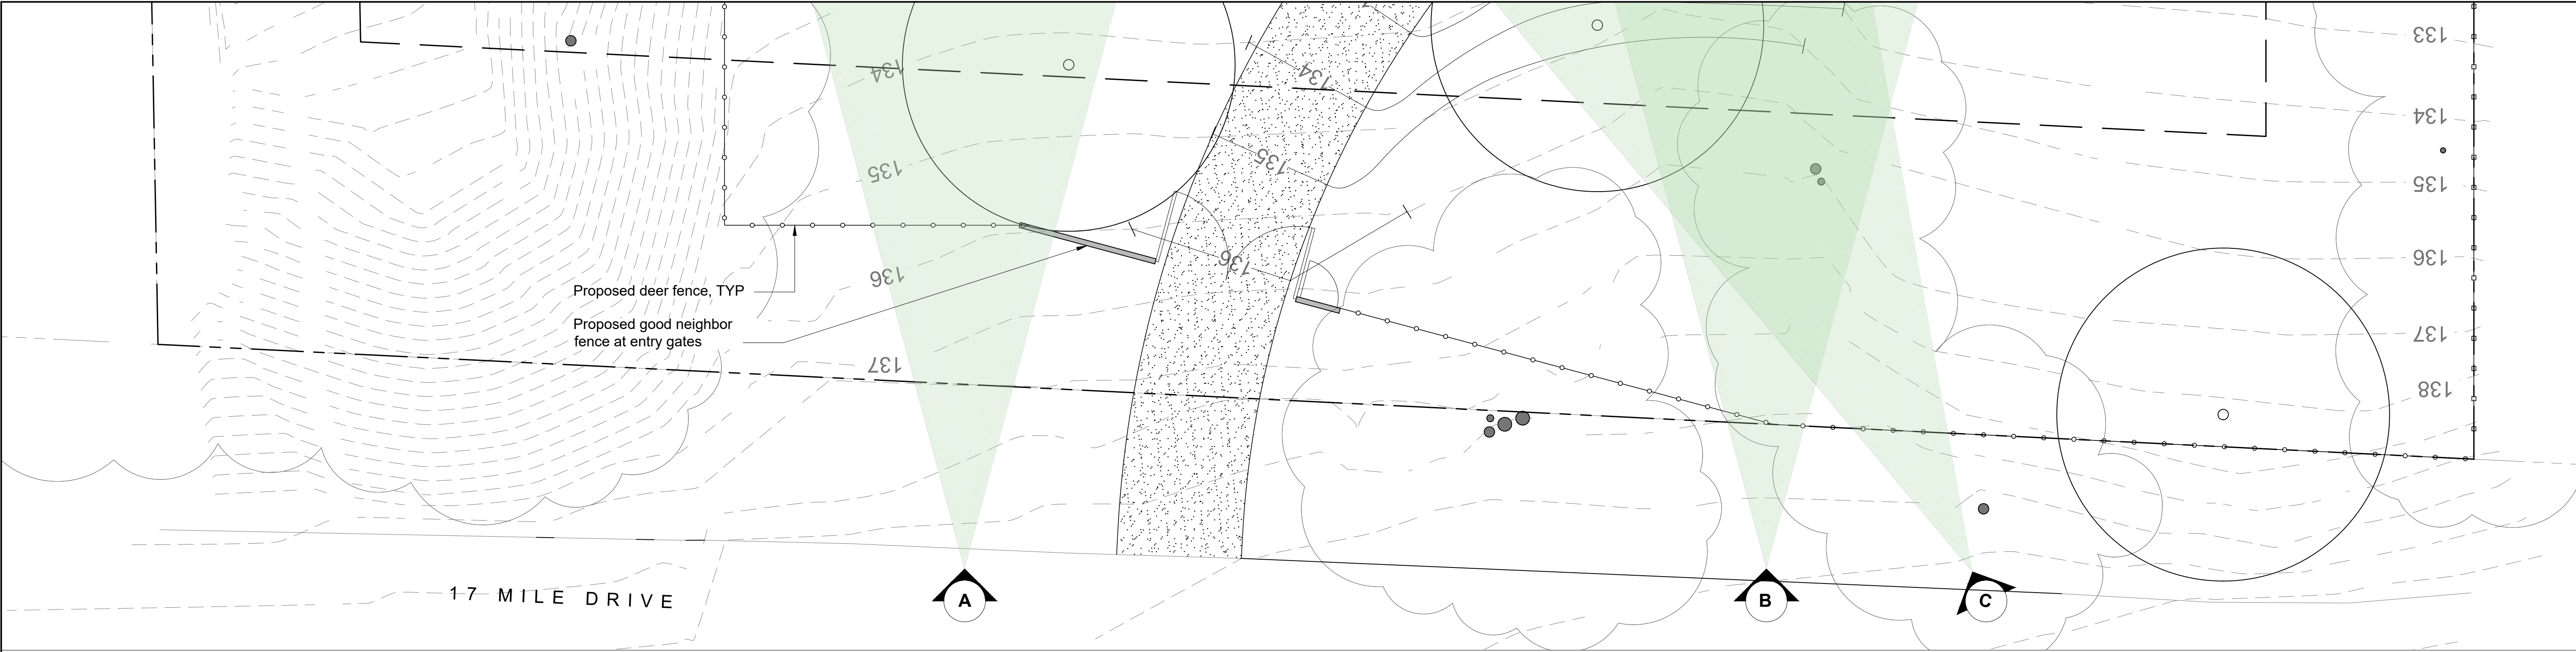 133
134
134
134
135
135
135
136
136
136
Proposed deer fence, TYP
Proposed good neighbor
fence at entry gates
137
137
138
17 MILE DRIVE
A
B
C